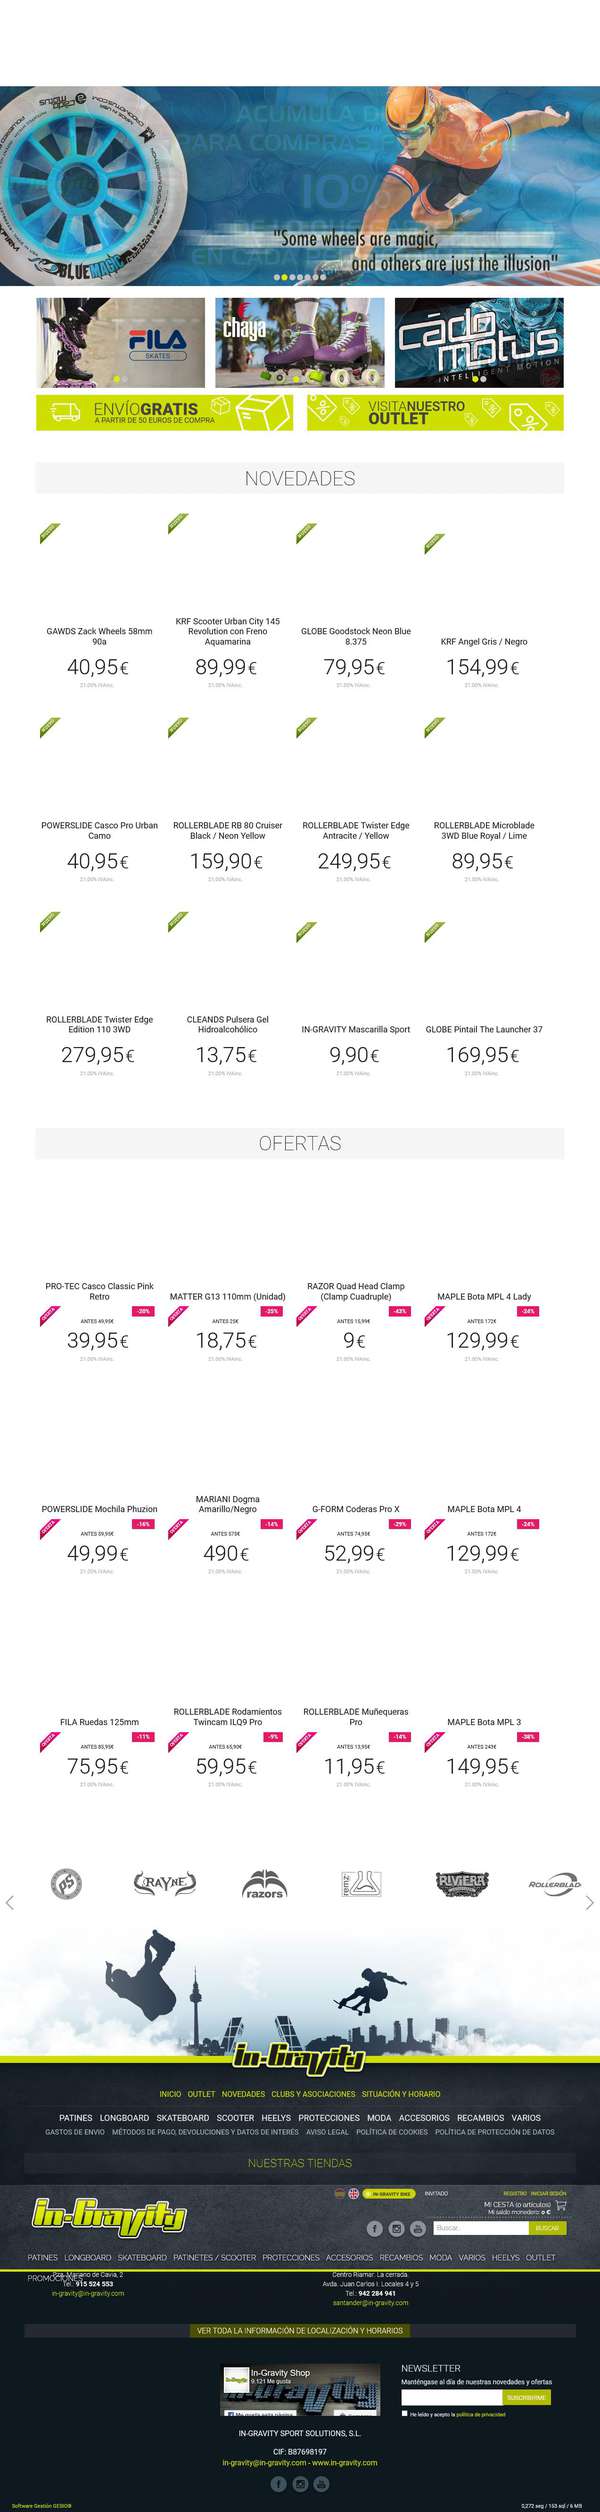 ACUMULA
PARA COMPRAS
10%
"Some wheels are magic,
and others are just the illusion"
BLUEMAGIC
FILA
SKATES
chaya
cádo
motus
INTELLIGENT MOTION
ENVÍOGRATIS
A PARTIR DE 50 EUROS DE COMPRA
VISITANUESTRO
OUTLET
NOVEDADES
GAWDS Zack Wheels 58mm
90a
40,95€
21.00% IVAinc.
KRF Scooter Urban City 145
Revolution con Freno
Aquamarina
89,99€
21.00% IVAinc.
GLOBE Goodstock Neon Blue
8.375
79,95€
21.00% IVAinc.
KRF Angel Gris / Negro
154,99€
21.00% IVAinc.
POWERSLIDE Casco Pro Urban
Camo
40,95€
21.00% IVAinc.
ROLLERBLADE RB 80 Cruiser
Black / Neon Yellow
159,90€
21.00% IVAinc.
ROLLERBLADE Twister Edge
Antracite / Yellow
249,95€
21.00% IVAinc.
ROLLERBLADE Microblade
3WD Blue Royal / Lime
89,95€
21.00% IVAinc.
ROLLERBLADE Twister Edge
Edition 110 3WD
279,95€
21.00% IVAinc.
CLEANDS Pulsera Gel
Hidroalcohólico
13,75€
21.00% IVAinc.
IN-GRAVITY Mascarilla Sport
9,90€
21.00% IVAinc.
GLOBE Pintail The Launcher 37
169,95€
21.00% IVAinc.
OFERTAS
PRO-TEC Casco Classic Pink
Retro
OFERTA
-20%
ANTES 49,95€
39,95€
21.00% IVAinc.
MATTER G13 110mm (Unidad)
OFERTA
-25%
ANTES 25€
18,75€
21.00% IVAinc.
RAZOR Quad Head Clamp
(Clamp Cuadruple)
OFERTA
-43%
ANTES 15,99€
9€
21.00% IVAinc.
MAPLE Bota MPL 4 Lady
OFERTA
-24%
ANTES 172€
129,99€
21.00% IVAinc.
POWERSLIDE Mochila Phuzion
OFERTA
-16%
ANTES 59,95€
49,99€
21.00% IVAinc.
MARIANI Dogma
Amarillo/Negro
OFERTA
-14%
ANTES 570€
490€
21.00% IVAinc.
G-FORM Coderas Pro X
OFERTA
-29%
ANTES 74,95€
52,99€
21.00% IVAinc.
MAPLE Bota MPL 4
OFERTA
-24%
ANTES 172€
129,99€
21.00% IVAinc.
FILA Ruedas 125mm
OFERTA
-11%
ANTES 85,95€
75,95€
21.00% IVAinc.
ROLLERBLADE Rodamientos
Twincam ILQ9 Pro
OFERTA
-9%
ANTES 65,90€
59,95€
21.00% IVAinc.
ROLLERBLADE Muñequeras
Pro
OFERTA
-14%
ANTES 13,95€
11,95€
21.00% IVAinc.
MAPLE Bota MPL 3
OFERTA
-38%
ANTES 243€
149,95€
21.00% IVAinc.
PS
RAYNE
razors
remz
RIVIERA
ROLLERBLAD
in-Gravity
INICIO OUTLET NOVEDADES CLUBS Y ASOCIACIONES SITUACIÓN Y HORARIO
PATINES LONGBOARD SKATEBOARD SCOOTER HEELYS PROTECCIONES MODA ACCESORIOS RECAMBIOS VARIOS
GASTOS DE ENVIO MÉTODOS DE PAGO, DEVOLUCIONES Y DATOS DE INTERÉS AVISO LEGAL POLÍTICA DE COOKIES POLÍTICA DE PROTECCIÓN DE DATOS
NUESTRAS TIENDAS
in-Gravity
IN-GRAVITY BIKE
INVITADO
REGISTRO INICIAR SESIÓN
MI CESTA (0 artículos)
Mi saldo monedero: 0 €
Buscar...
BUSCAR
PATINES LONGBOARD SKATEBOARD PATINETES / SCOOTER PROTECCIONES ACCESORIOS RECAMBIOS MODA VARIOS HEELYS OUTLET
PROMOCIONES
Pza. Mariano de Cavia, 2
Tel.: 915 524 553
in-gravity@in-gravity.com
Centro Riamar. La cerrada.
Avda. Juan Carlos I. Locales 4 y 5
Tel.: 942 284 941
santander@in-gravity.com
VER TODA LA INFORMACIÓN DE LOCALIZACIÓN Y HORARIOS
In-Gravity Shop
9.121 Me gusta
NEWSLETTER
Manténgase al día de nuestras novedades y ofertas
SUSCRIBIRME
He leído y acepto la política de privacidad
IN-GRAVITY SPORT SOLUTIONS, S.L.
CIF: B87698197
in-gravity@in-gravity.com - www.in-gravity.com
Software Gestión GESIO®
0,272 seg / 153 sql / 6 MB